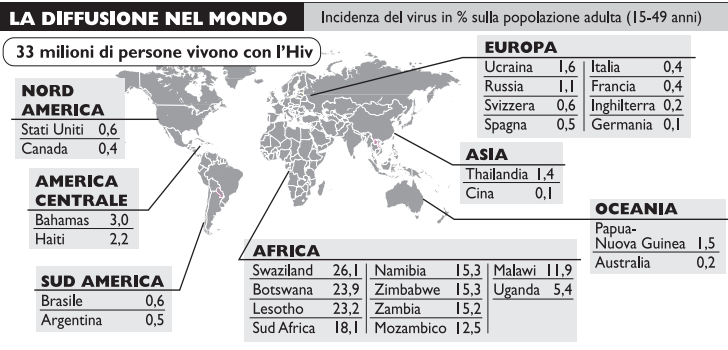 LA DIFFUSIONE NEL MONDO
Incidenza del virus in % sulla popolazione adulta (15-49 anni)
33 milioni di persone vivono con l'Hiv
NORD
AMERICA
Stati Uniti 0,6
Canada 0,4
AMERICA
CENTRALE
Bahamas 3,0
Haiti 2,2
SUD AMERICA
Brasile 0,6
Argentina 0,5
EUROPA
Ucraina 1,6 Italia 0,4
Russia 1,1 Francia 0,4
Svizzera 0,6 Inghilterra 0,2
Spagna 0,5 Germania 0,1
ASIA
Thailandia 1,4
Cina 0,1
OCEANIA
Papua-
Nuova Guinea 1,5
Australia 0,2
AFRICA
Swaziland 26,1 Namibia 15,3 Malawi 11,9
Botswana 23,9 Zimbabwe 15,3 Uganda 5,4
Lesotho 23,2 Zambia 15,2
Sud Africa 18,1 Mozambico 12,5